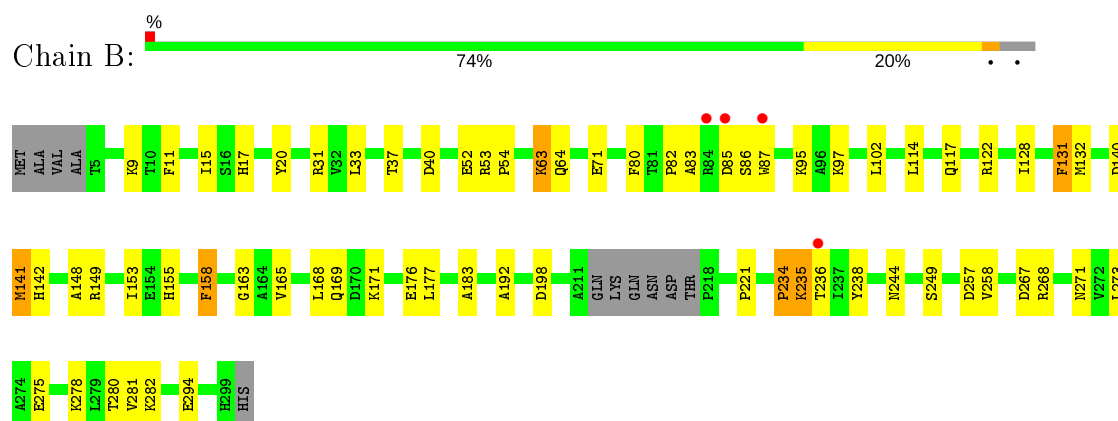 %
Chain B:
74% 20% • •
MET ALA VAL ALA T5 K9 T10 F11 I15 S16 H17 Y20 R31 V32 L33 T37 D40 E52 R53 P54 K63 Q64 E71 F80 T81 P82 A83 R84 D85 S86 W87 K95 A96 K97 L102 L114 Q117 R122 I128 F131 M132 D140
M141 H142 A148 R149 I153 E154 H155 F158 G163 A164 V165 L168 Q169 D170 K171 E176 L177 A183 A192 D198 A211 GLN LYS GLN ASN ASP THR P218 P221 P234 K235 T236 I237 Y238 N244 S249 D257 V258 D267 R268 N271 V272 L273
A274 E275 K278 L279 T280 V281 K282 E294 H299 HIS